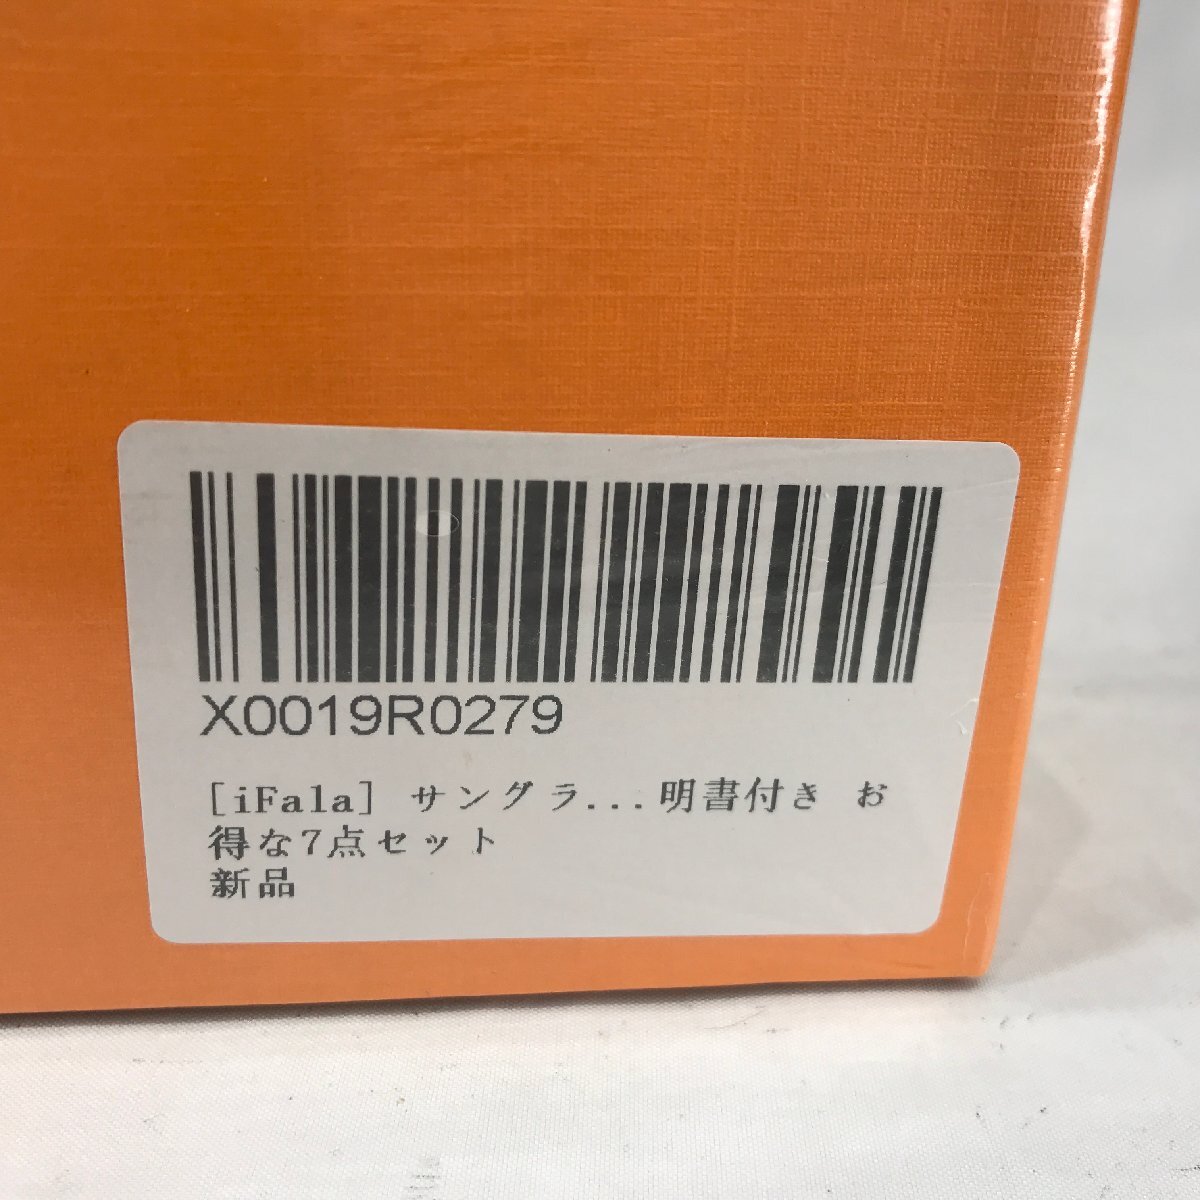 X0019R0279
[iFala] サングラ...明書付き お
得な7点セット
新品